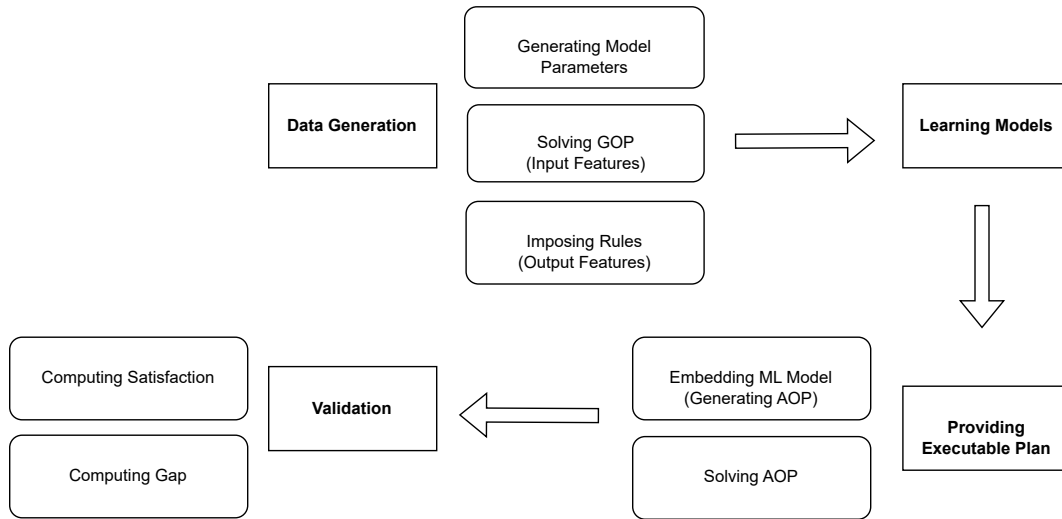 Generating Model
Parameters
Data Generation
Solving GOP
(Input Features)
Learning Models
Imposing Rules
(Output Features)
Computing Satisfaction
Validation
Embedding ML Model
(Generating AOP)
Providing
Executable Plan
Computing Gap
Solving AOP